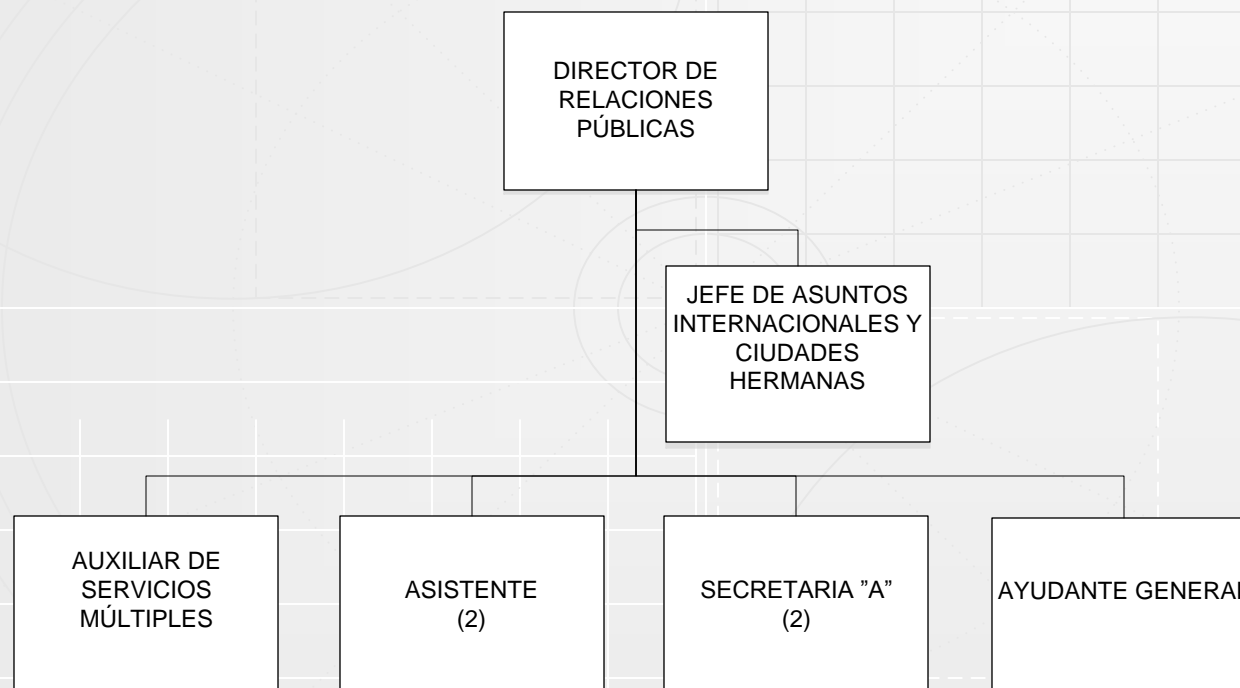 DIRECTOR DE
RELACIONES
PÚBLICAS
JEFE DE ASUNTOS
INTERNACIONALES Y
CIUDADES
HERMANAS
AUXILIAR DE
SERVICIOS
MÚLTIPLES
ASISTENTE
(2)
SECRETARIA ”A”
(2)
AYUDANTE GENERAL